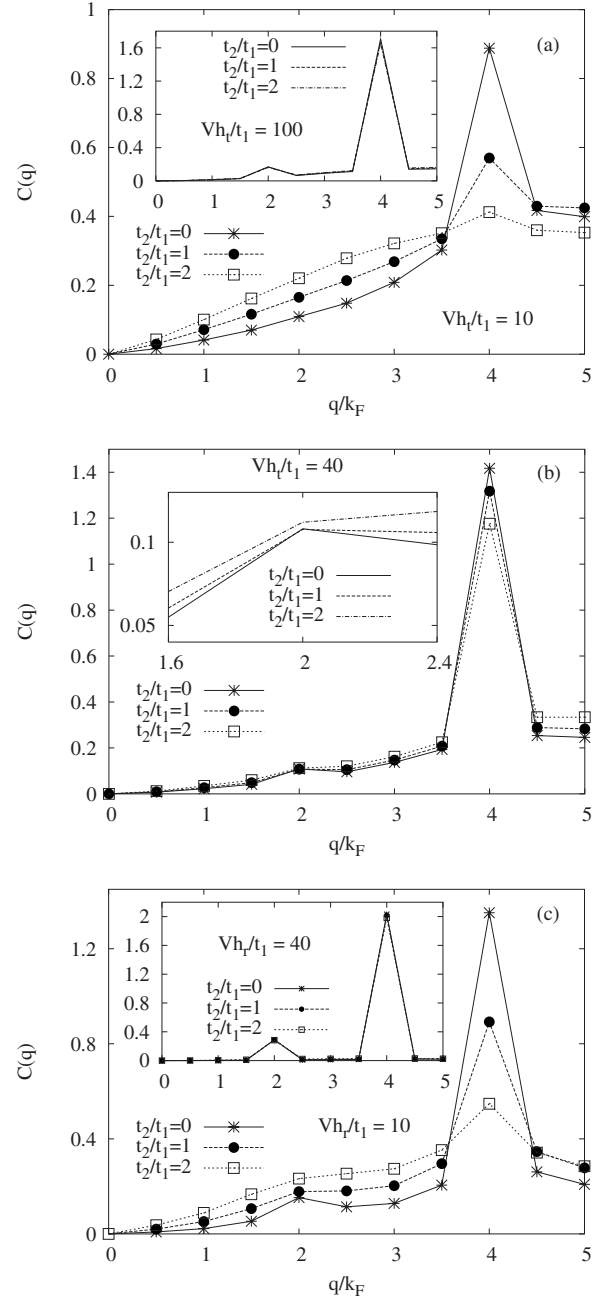 (a)
t2/t1=0
t2/t1=1
t2/t1=2
Vht/t1 = 100
1.6
1.2
0.8
0.4
0
0 1 2 3 4 5
1
0.8
0.6
0.4
0.2
0
C(q)
t2/t1=0
t2/t1=1
t2/t1=2
Vht/t1 = 10
0 1 2 3 4 5
q/kF
Vht/t1 = 40
(b)
0.1
0.05
t2/t1=0
t2/t1=1
t2/t1=2
1.6 2 2.4
1.4
1.2
1
0.8
0.6
0.4
0.2
0
C(q)
t2/t1=0
t2/t1=1
t2/t1=2
0 1 2 3 4 5
q/kF
(c)
Vhr/t1 = 40
2
1.6
1.2
0.8
0.4
0
t2/t1=0
t2/t1=1
t2/t1=2
0 1 2 3 4 5
1.2
0.8
0.4
0
C(q)
t2/t1=0
t2/t1=1
t2/t1=2
Vhr/t1 = 10
0 1 2 3 4 5
q/kF